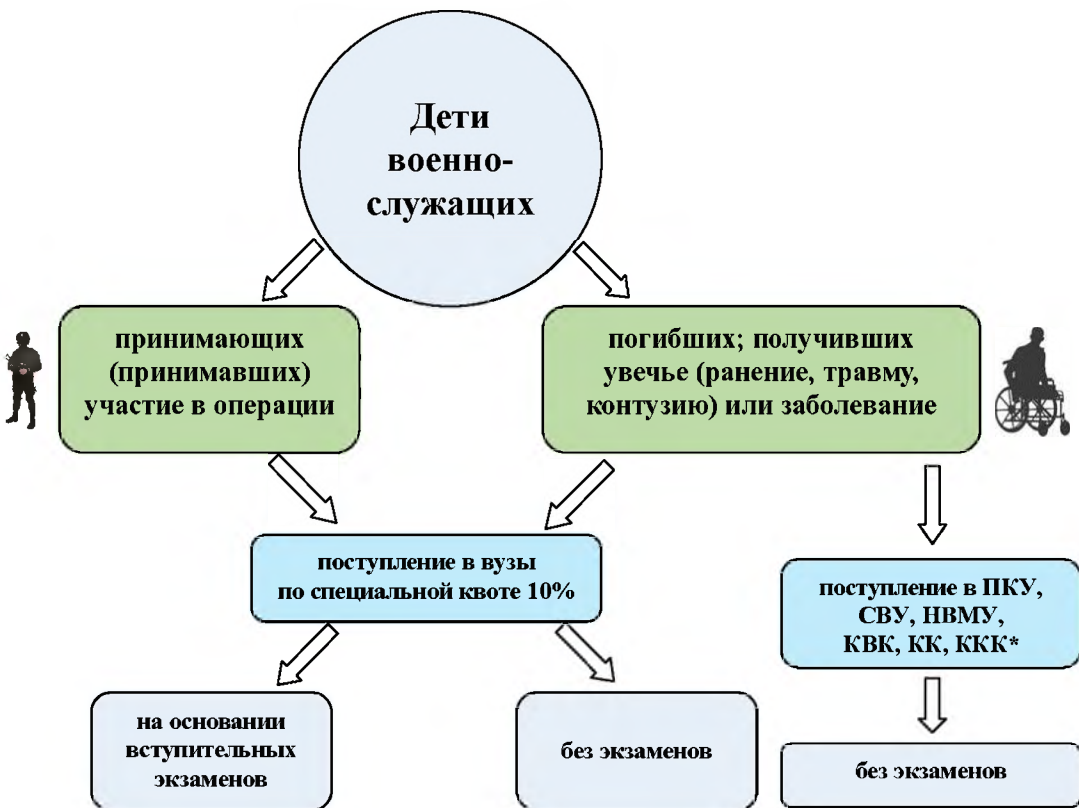 Дети
военно-
служащих
принимающих
(принимавших)
участие в операции
погибших; получивших
увечье (ранение, травму,
контузию) или заболевание
поступление в вузы
по специальной квоте 10%
поступление в ПКУ,
СВУ, НВМУ,
КВК, КК, ККК*
на основании
вступительных
экзаменов
без экзаменов
без экзаменов